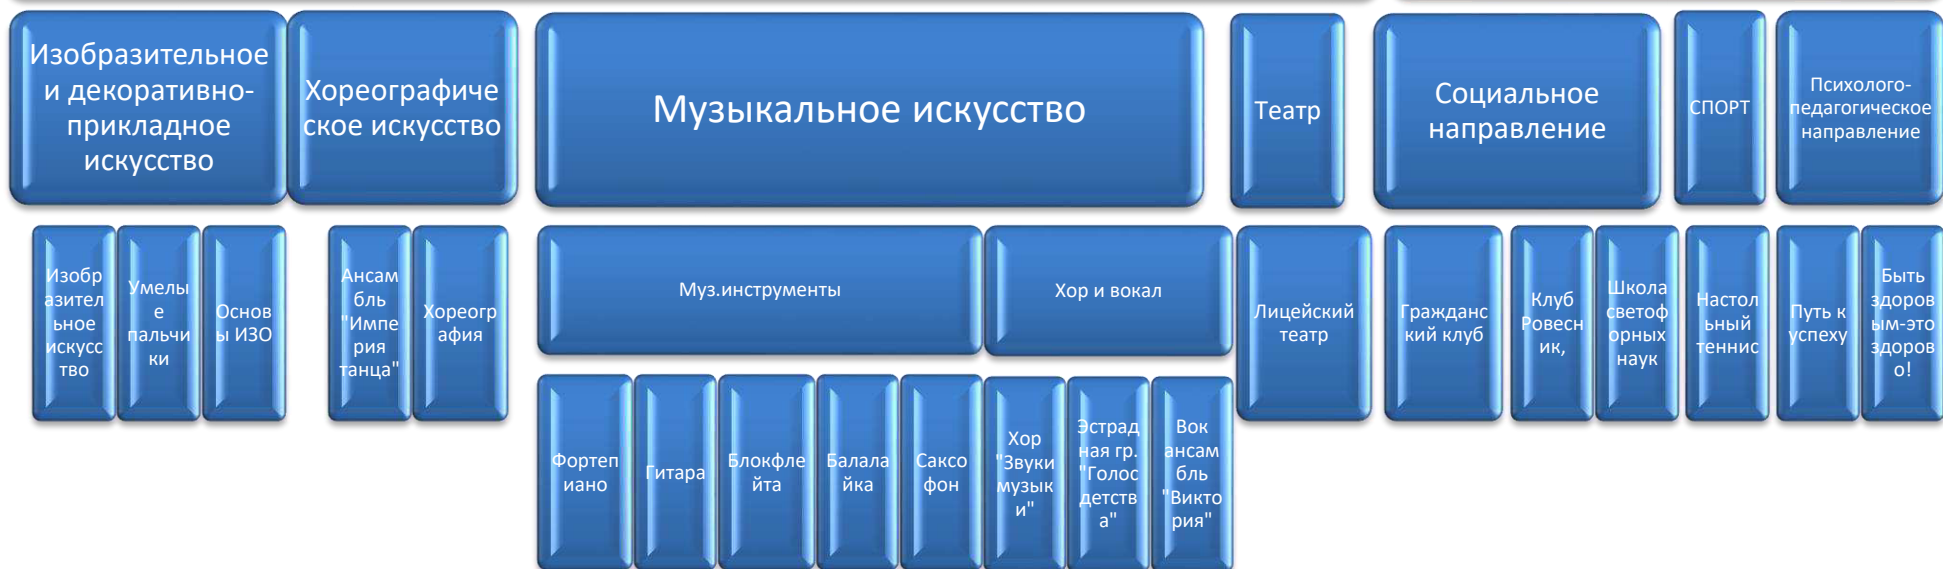 Изобразительное
и декоративно-
прикладное
искусство
Хореографиче
ское искусство
Музыкальное искусство
Театр
Социальное
направление
СПОРТ
Психолого-
педагогическое
направление
Изобр
азител
ьное
искусс
тво
Умелы
е
пальчи
ки
Основ
ы ИЗО
Ансам
бль
"Импе
рия
танца"
Хореогр
афия
Муз.инструменты
Хор и вокал
Лицейский
театр
Гражданс
кий клуб
Клуб
Ровесн
ик,
Школа
светоф
орных
наук
Настол
ьный
теннис
Путь к
успеху
Быть
здоров
ым-это
здоров
о!
Фортеп
иано
Гитара
Блокфле
йта
Балала
йка
Саксо
фон
Хор
"Звуки
музык
и"
Эстрад
ная гр.
"Голос
детств
а"
Вок
ансам
бль
"Викто
рия"